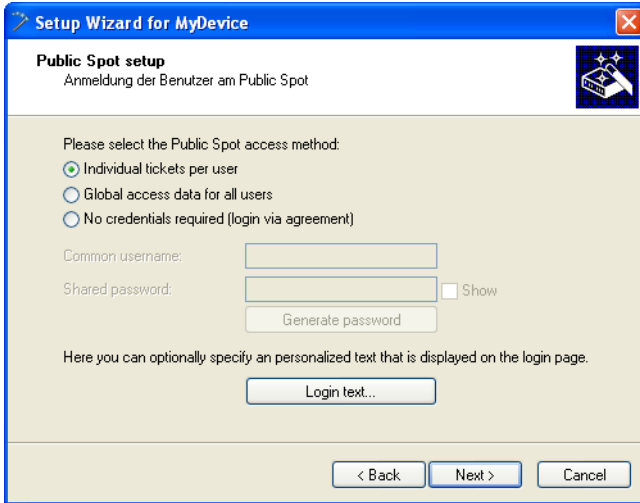 Setup Wizard for MyDevice
Public Spot setup
Anmeldung der Benutzer am Public Spot
Please select the Public Spot access method:
Individual tickets per user
Global access data for all users
No credentials required (login via agreement)
Common username:
Shared password:
Show
Generate password
Here you can optionally specify an personalized text that is displayed on the login page.
Login text...
< Back Next > Cancel